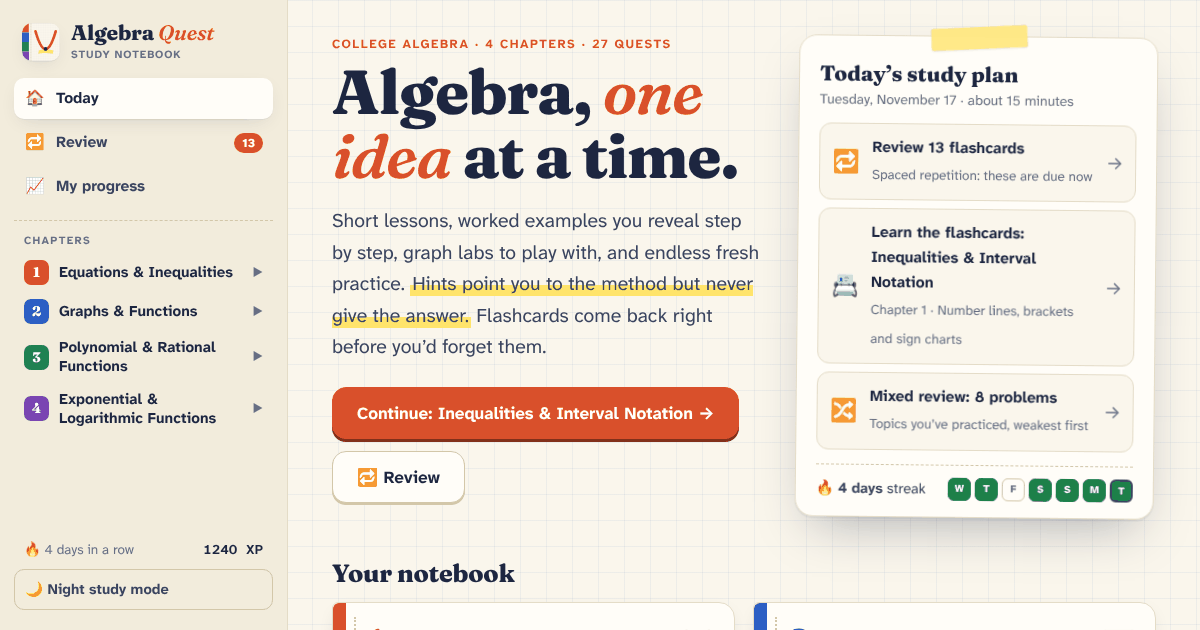 Algebra Quest
STUDY NOTEBOOK
🏠 Today
🔁 Review 13
📈 My progress
CHAPTERS
1 Equations & Inequalities ▶
2 Graphs & Functions ▶
3 Polynomial & Rational
Functions ▶
4 Exponential &
Logarithmic Functions ▶
🔥 4 days in a row 1240 XP
🌙 Night study mode
COLLEGE ALGEBRA · 4 CHAPTERS · 27 QUESTS
Algebra, one
idea at a time.
Short lessons, worked examples you reveal step
by step, graph labs to play with, and endless fresh
practice. Hints point you to the method but never
give the answer. Flashcards come back right
before you’d forget them.
Continue: Inequalities & Interval Notation →
🔁 Review
Today’s study plan
Tuesday, November 17 · about 15 minutes
🔁 Review 13 flashcards
Spaced repetition: these are due now →
Learn the flashcards:
Inequalities & Interval
Notation
Chapter 1 · Number lines, brackets
and sign charts →
🔀 Mixed review: 8 problems
Topics you’ve practiced, weakest first →
🔥 4 days streak W T F S S M T
Your notebook